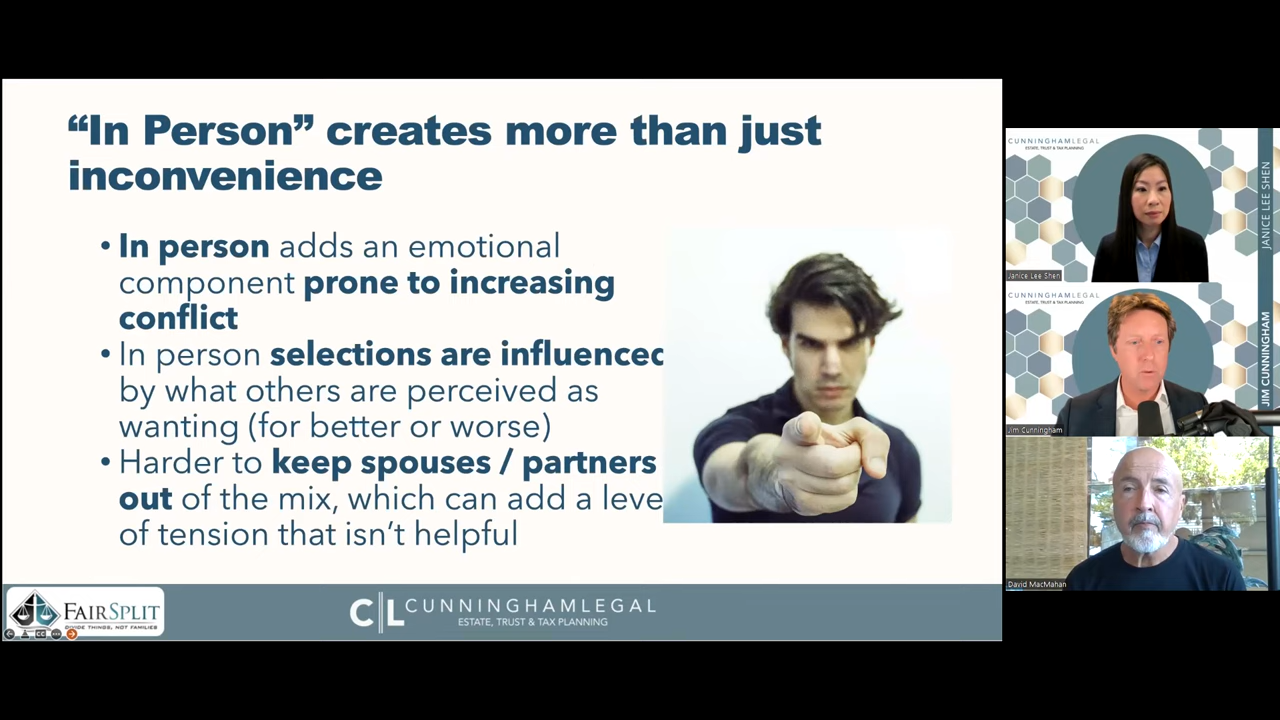 “In Person” creates more than just
inconvenience
• In person adds an emotional
component prone to increasing
conflict
• In person selections are influenced
by what others are perceived as
wanting (for better or worse)
• Harder to keep spouses / partners
out of the mix, which can add a leve
of tension that isn’t helpful
FAIRSPLIT
DIVIDE THINGS, NOT FAMILIES
CL CUNNINGHAMLEGAL
ESTATE, TRUST & TAX PLANNING
CUNNINGHAMLEGAL
ESTATE, TRUST & TAX PLANNING
JANICE LEE SHEN
Janice Lee Shen
CUNNINGHAMLEGAL
ESTATE, TRUST & TAX PLANNING
JIM CUNNINGHAM
Jim Cunningham
David MacMahan